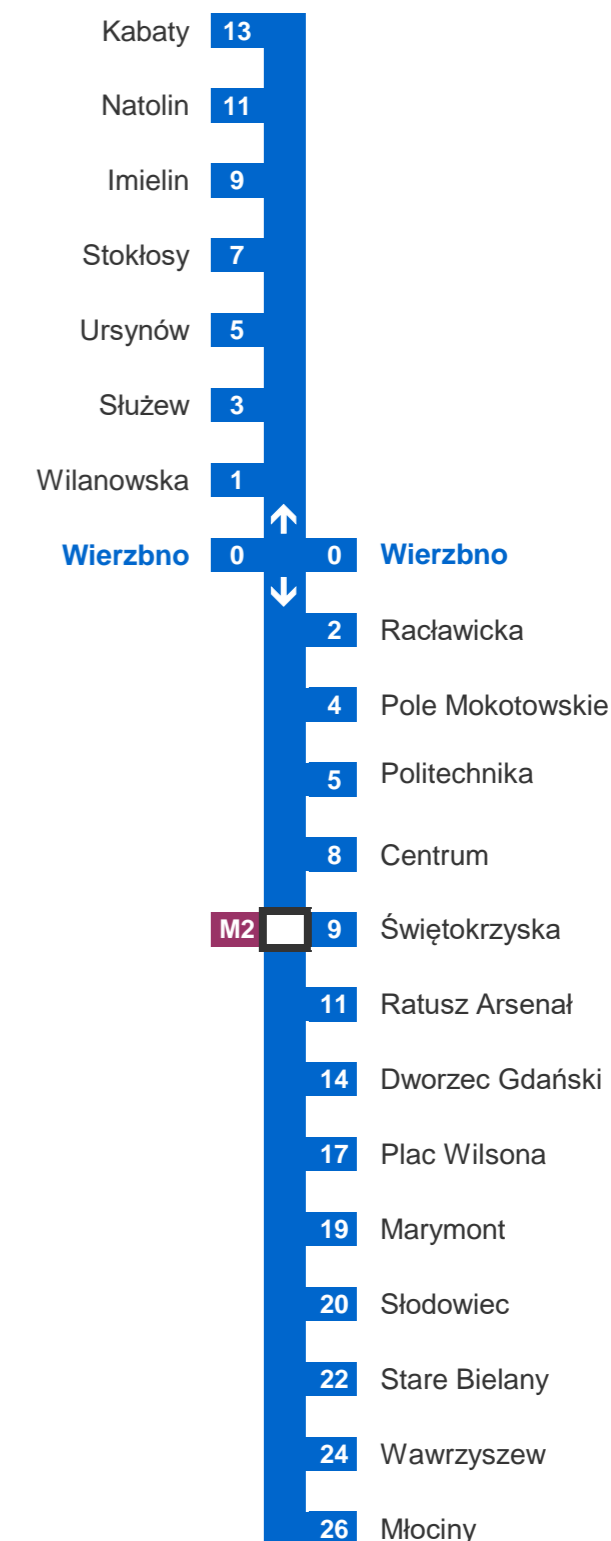 Kabaty 13
Natolin 11
Imielin 9
Stokłosy 7
Ursynów 5
Służew 3
Wilanowska 1
Wierzbno 0 0 Wierzbno
2 Racławicka
4 Pole Mokotowskie
5 Politechnika
8 Centrum
M2 9 Świętokrzyska
11 Ratusz Arsenał
14 Dworzec Gdański
17 Plac Wilsona
19 Marymont
20 Słodowiec
22 Stare Bielany
24 Wawrzyszew
26 Młociny